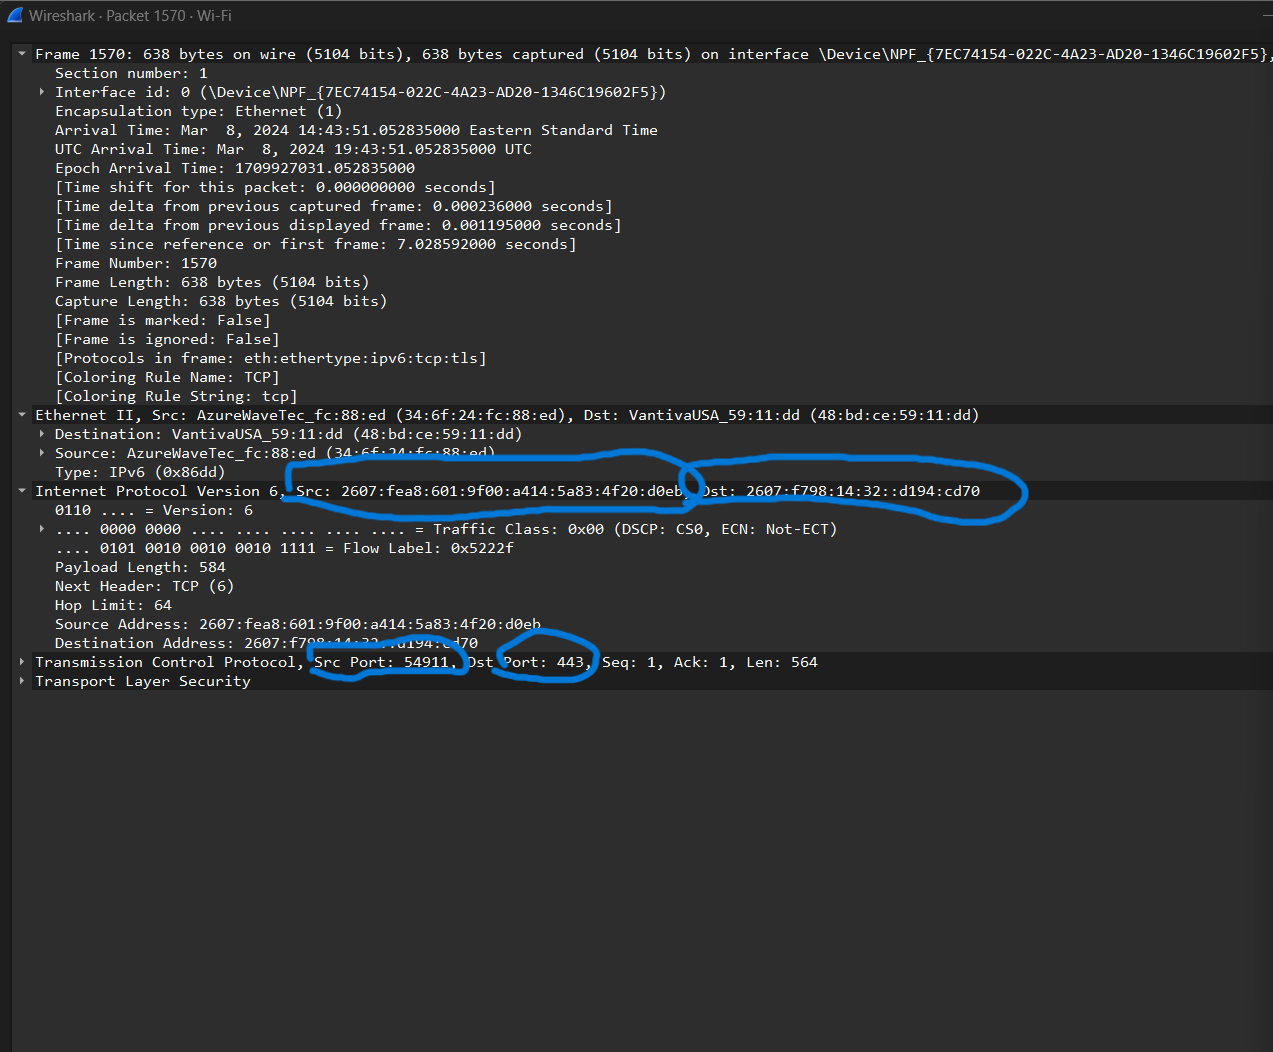 Wireshark · Packet 1570 · Wi-Fi
Frame 1570: 638 bytes on wire (5104 bits), 638 bytes captured (5104 bits) on interface \Device\NPF_{7EC74154-022C-4A23-AD20-1346C19602F5},
Section number: 1
Interface id: 0 (\Device\NPF_{7EC74154-022C-4A23-AD20-1346C19602F5})
Encapsulation type: Ethernet (1)
Arrival Time: Mar  8, 2024 14:43:51.052835000 Eastern Standard Time
UTC Arrival Time: Mar  8, 2024 19:43:51.052835000 UTC
Epoch Arrival Time: 1709927031.052835000
[Time shift for this packet: 0.000000000 seconds]
[Time delta from previous captured frame: 0.000236000 seconds]
[Time delta from previous displayed frame: 0.001195000 seconds]
[Time since reference or first frame: 7.028592000 seconds]
Frame Number: 1570
Frame Length: 638 bytes (5104 bits)
Capture Length: 638 bytes (5104 bits)
[Frame is marked: False]
[Frame is ignored: False]
[Protocols in frame: eth:ethertype:ipv6:tcp:tls]
[Coloring Rule Name: TCP]
[Coloring Rule String: tcp]
Ethernet II, Src: AzureWaveTec_fc:88:ed (34:6f:24:fc:88:ed), Dst: VantivaUSA_59:11:dd (48:bd:ce:59:11:dd)
Destination: VantivaUSA_59:11:dd (48:bd:ce:59:11:dd)
Source: AzureWaveTec_fc:88:ed (34:6f:24:fc:88:ed)
Type: IPv6 (0x86dd)
Internet Protocol Version 6, Src: 2607:fea8:601:9f00:a414:5a83:4f20:d0eb, Dst: 2607:f798:14:32::d194:cd70
0110 .... = Version: 6
.... 0000 0000 .... .... .... .... .... = Traffic Class: 0x00 (DSCP: CS0, ECN: Not-ECT)
.... 0101 0010 0010 0010 1111 = Flow Label: 0x5222f
Payload Length: 584
Next Header: TCP (6)
Hop Limit: 64
Source Address: 2607:fea8:601:9f00:a414:5a83:4f20:d0eb
Destination Address: 2607:f798:14:32::d194:cd70
Transmission Control Protocol, Src Port: 54911, Dst Port: 443, Seq: 1, Ack: 1, Len: 564
Transport Layer Security